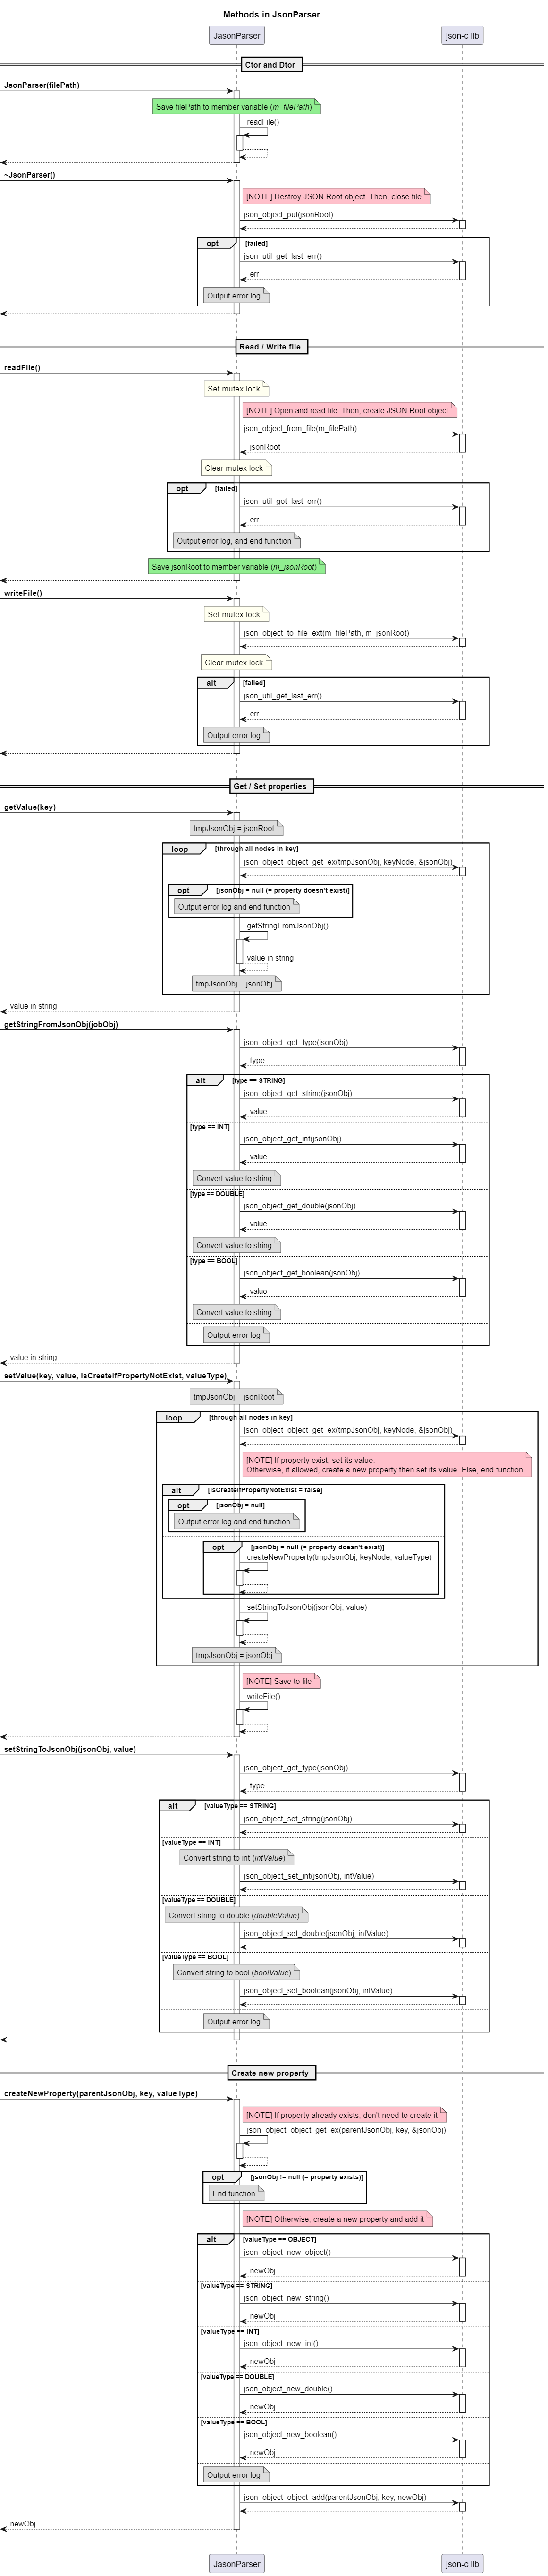 Methods in JsonParser
JasonParser
json-c lib
Ctor and Dtor
JsonParser(filePath)
Save filePath to member variable (m_filePath)
readFile()
~JsonParser()
[NOTE] Destroy JSON Root object. Then, close file
json_object_put(jsonRoot)
opt [failed]
json_util_get_last_err()
err
Output error log
Read / Write file
readFile()
Set mutex lock
[NOTE] Open and read file. Then, create JSON Root object
json_object_from_file(m_filePath)
jsonRoot
Clear mutex lock
opt [failed]
json_util_get_last_err()
err
Output error log, and end function
Save jsonRoot to member variable (m_jsonRoot)
writeFile()
Set mutex lock
json_object_to_file_ext(m_filePath, m_jsonRoot)
Clear mutex lock
alt [failed]
json_util_get_last_err()
err
Output error log
Get / Set properties
getValue(key)
tmpJsonObj = jsonRoot
loop [through all nodes in key]
json_object_object_get_ex(tmpJsonObj, keyNode, &jsonObj)
opt [jsonObj = null (= property doesn't exist)]
Output error log and end function
getStringFromJsonObj()
value in string
tmpJsonObj = jsonObj
value in string
getStringFromJsonObj(jobObj)
json_object_get_type(jsonObj)
type
alt [type == STRING]
json_object_get_string(jsonObj)
value
[type == INT]
json_object_get_int(jsonObj)
value
Convert value to string
[type == DOUBLE]
json_object_get_double(jsonObj)
value
Convert value to string
[type == BOOL]
json_object_get_boolean(jsonObj)
value
Convert value to string
Output error log
value in string
setValue(key, value, isCreateIfPropertyNotExist, valueType)
tmpJsonObj = jsonRoot
loop [through all nodes in key]
json_object_object_get_ex(tmpJsonObj, keyNode, &jsonObj)
[NOTE] If property exist, set its value.
Otherwise, if allowed, create a new property then set its value. Else, end function
alt [isCreateIfPropertyNotExist = false]
opt [jsonObj = null]
Output error log and end function
opt [jsonObj = null (= property doesn't exist)]
createNewProperty(tmpJsonObj, keyNode, valueType)
setStringToJsonObj(jsonObj, value)
tmpJsonObj = jsonObj
[NOTE] Save to file
writeFile()
setStringToJsonObj(jsonObj, value)
json_object_get_type(jsonObj)
type
alt [valueType == STRING]
json_object_set_string(jsonObj)
[valueType == INT]
Convert string to int (intValue)
json_object_set_int(jsonObj, intValue)
[valueType == DOUBLE]
Convert string to double (doubleValue)
json_object_set_double(jsonObj, intValue)
[valueType == BOOL]
Convert string to bool (boolValue)
json_object_set_boolean(jsonObj, intValue)
Output error log
Create new property
createNewProperty(parentJsonObj, key, valueType)
[NOTE] If property already exists, don't need to create it
json_object_object_get_ex(parentJsonObj, key, &jsonObj)
opt [jsonObj != null (= property exists)]
End function
[NOTE] Otherwise, create a new property and add it
alt [valueType == OBJECT]
json_object_new_object()
newObj
[valueType == STRING]
json_object_new_string()
newObj
[valueType == INT]
json_object_new_int()
newObj
[valueType == DOUBLE]
json_object_new_double()
newObj
[valueType == BOOL]
json_object_new_boolean()
newObj
Output error log
json_object_object_add(parentJsonObj, key, newObj)
newObj
JasonParser
json-c lib